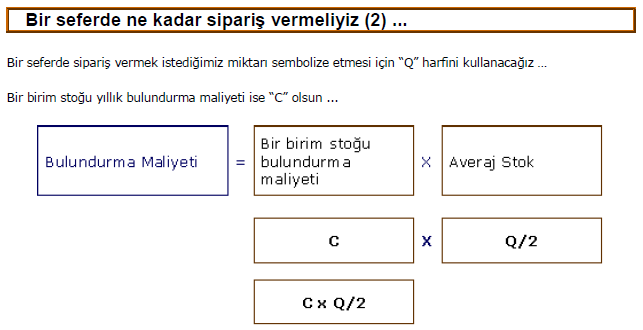 Bir seferde ne kadar sipariş vermeliyiz (2) ...
Bir seferde sipariş vermek istediğimiz miktarı sembolize etmesi için “Q” harfini kullanacağız ...
Bir birim stoğu yıllık bulundurma maliyeti ise “C” olsun ...
Bulundurma Maliyeti = Bir birim stoğu bulundurma maliyeti X Averaj Stok
C X Q/2
C x Q/2